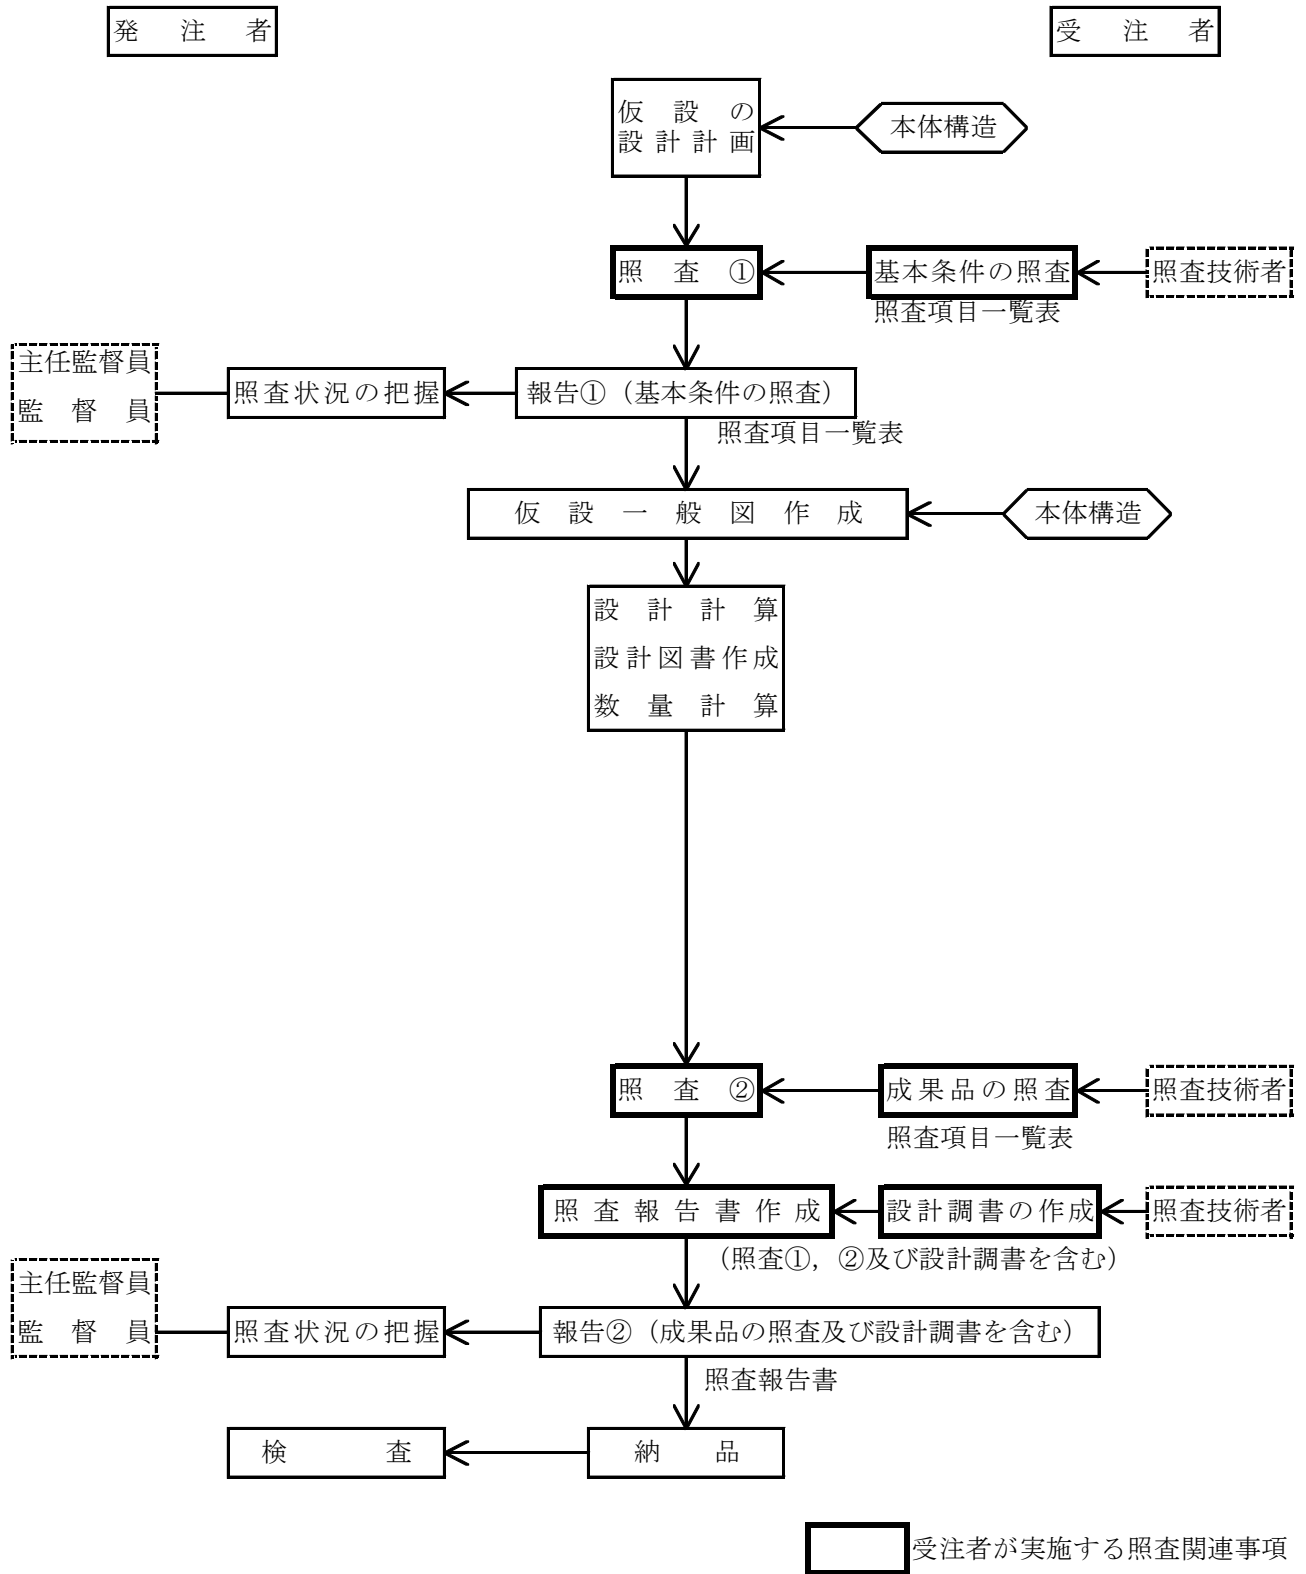 発注者
受注者
仮設の
設計計画
本体構造
照査①
基本条件の照査
照査技術者
照査項目一覧表
主任監督員
監督員
照査状況の把握
報告①（基本条件の照査）
照査項目一覧表
仮設一般図作成
本体構造
設計計算
設計図書作成
数量計算
照査②
成果品の照査
照査技術者
照査項目一覧表
照査報告書作成
設計調書の作成
照査技術者
（照査①，②及び設計調書を含む）
主任監督員
監督員
照査状況の把握
報告②（成果品の照査及び設計調書を含む）
照査報告書
検査
納品
受注者が実施する照査関連事項